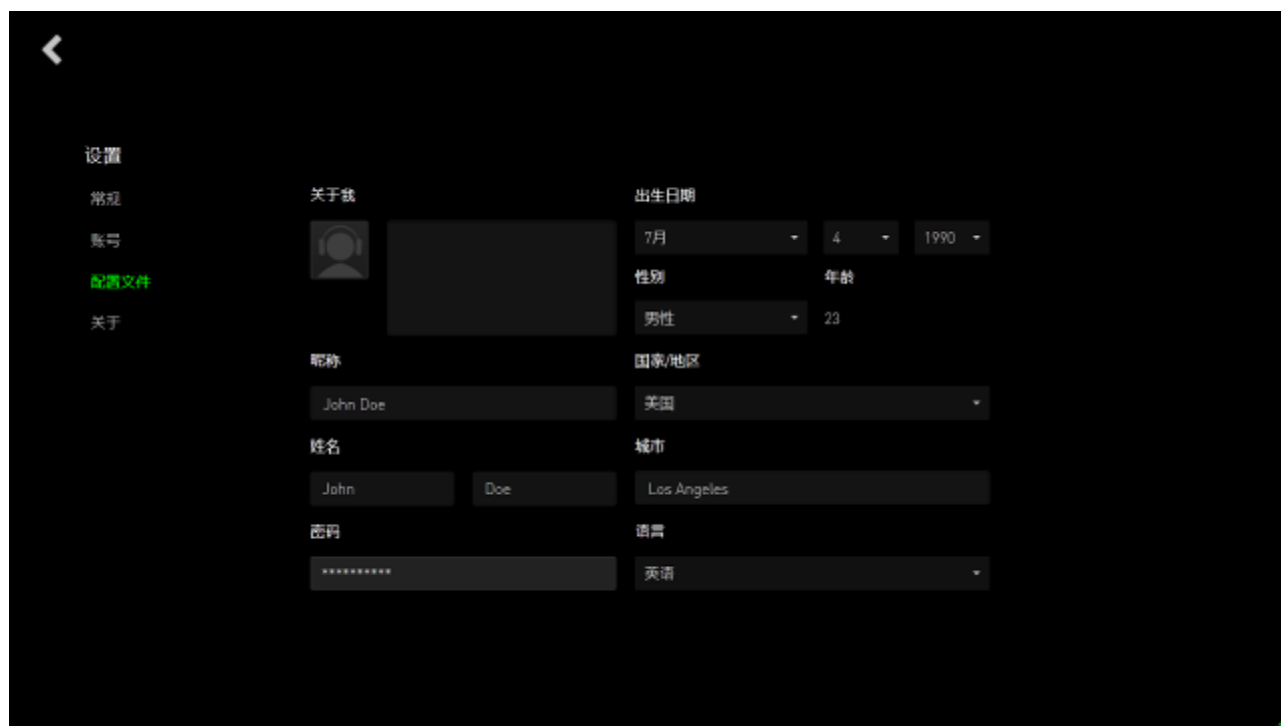 设置
常规
账号
配置文件
关于
关于我
出生日期
7月 4 1990
性别 年龄
男性 23
昵称
国家/地区
John Doe
美国
姓名
城市
John Doe
Los Angeles
密码
语言
**********
英语